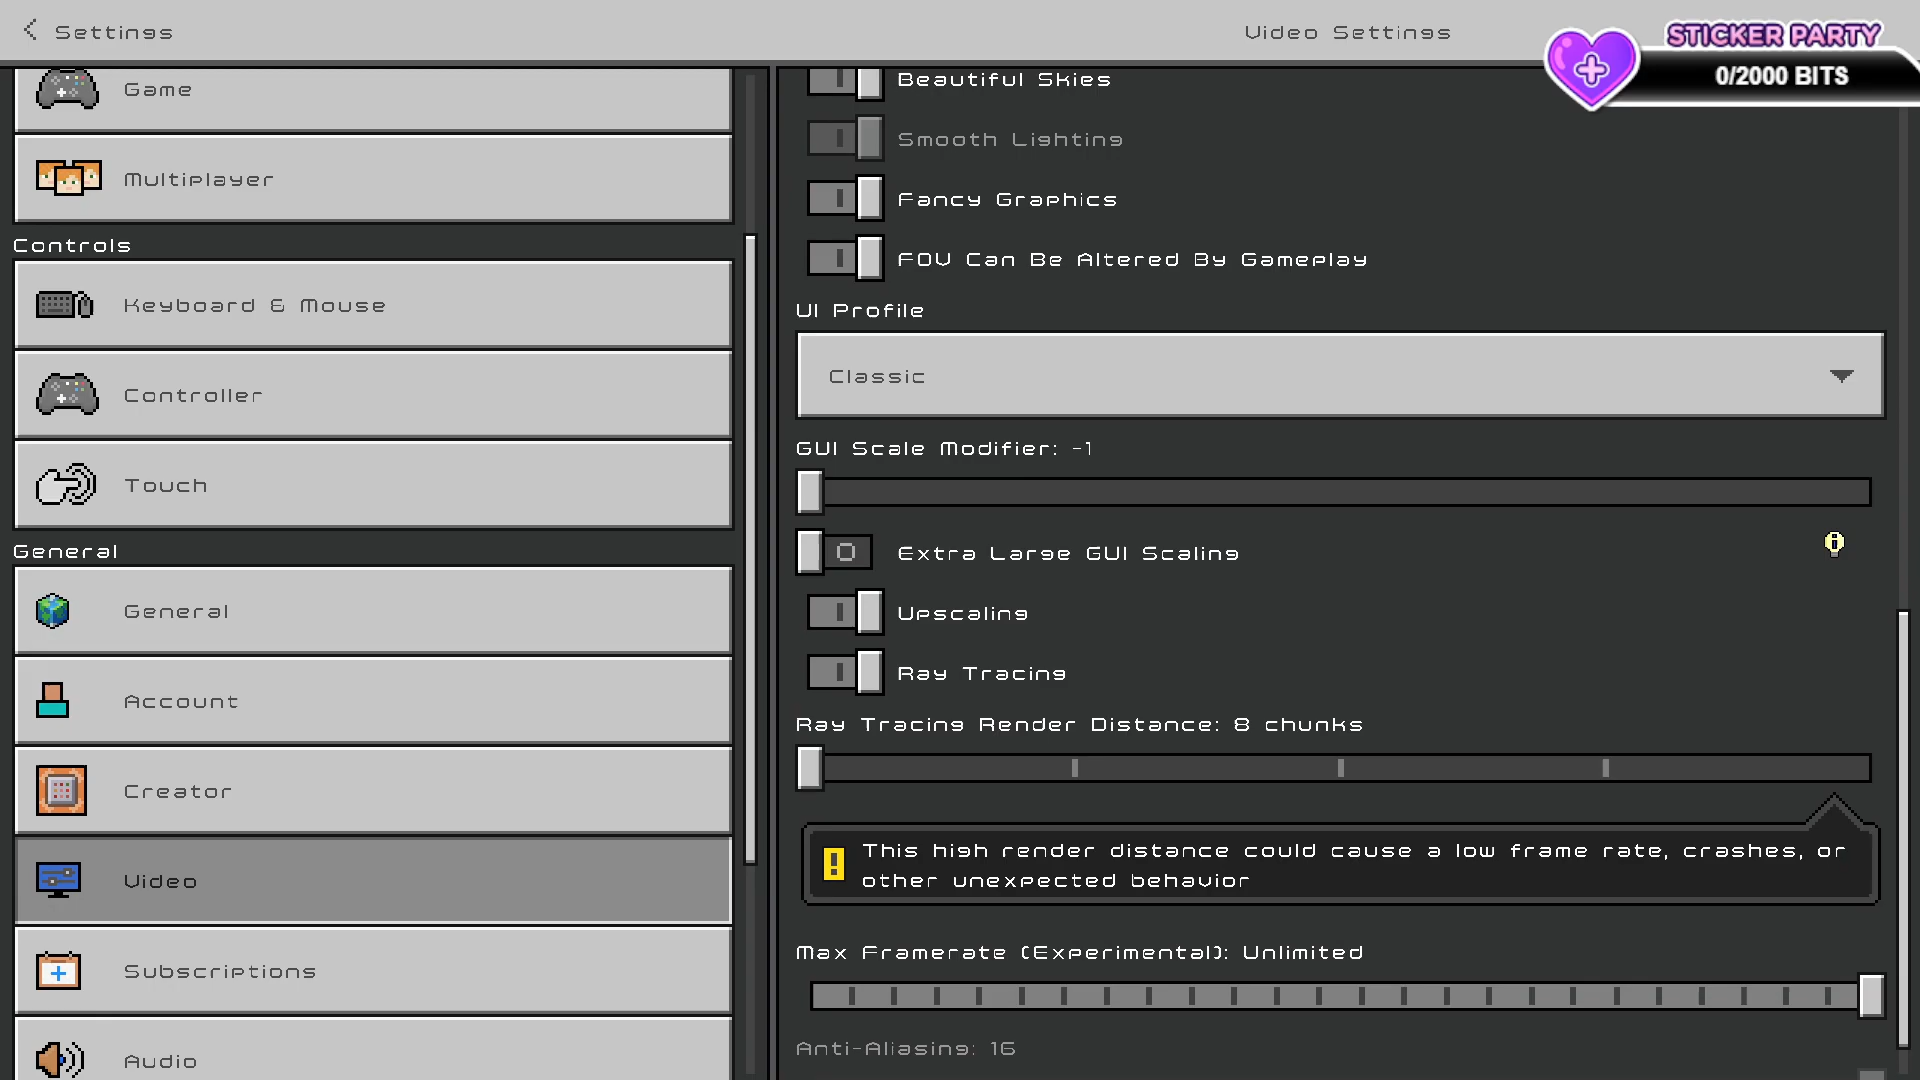 Settings
Video Settings
STICKER PARTY
0/2000 BITS
Game
Multiplayer
Controls
Keyboard & Mouse
Controller
Touch
General
General
Account
Creator
Video
Subscriptions
Audio
Beautiful Skies
Smooth Lighting
Fancy Graphics
FOV Can Be Altered By Gameplay
UI Profile
Classic
GUI Scale Modifier: -1
Extra Large GUI Scaling
Upscaling
Ray Tracing
Ray Tracing Render Distance: 8 chunks
This high render distance could cause a low frame rate, crashes, or
other unexpected behavior
Max Framerate (Experimental): Unlimited
Anti-Aliasing: 16